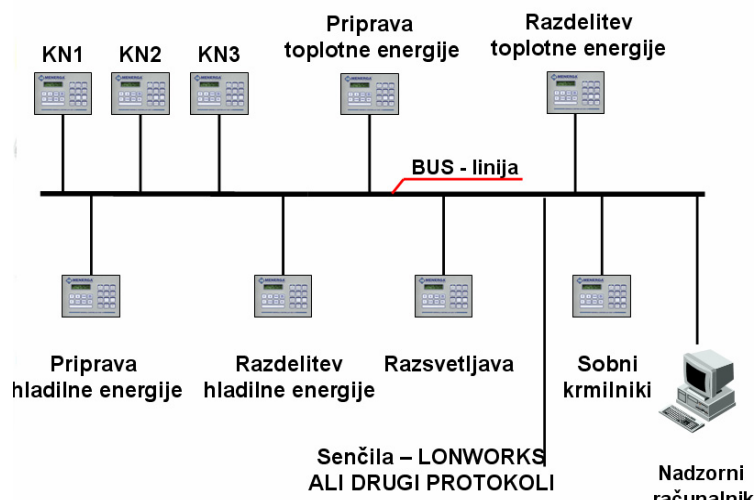 KN1 KN2 KN3
Priprava
toplotne energije
Razdelitev
toplotne energije
BUS - linija
Priprava
hladilne energije
Razdelitev
hladilne energije
Razsvetljava
Sobni
krmilniki
Senčila – LONWORKS
ALI DRUGI PROTOKOLI
Nadzorni
računalnik